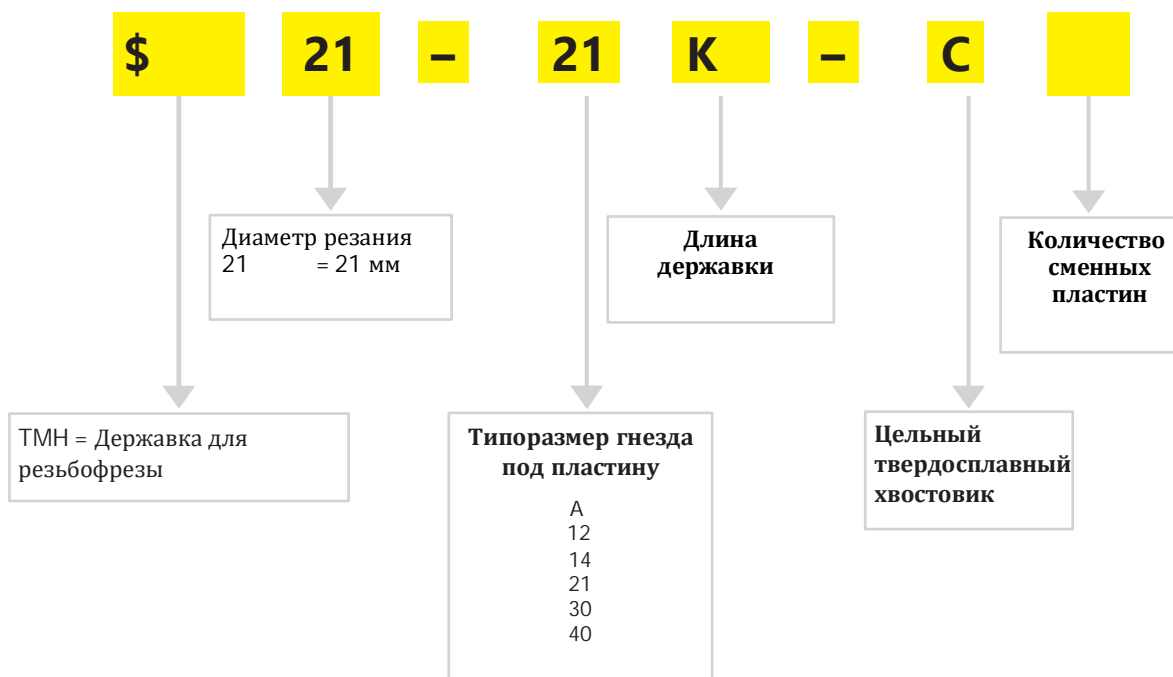 $ 21 – 21 K – C
Диаметр резания
21 = 21 мм
Длина
державки
Количество
сменных
пластин
TMH = Державка для
резьбофрезы
Типоразмер гнезда
под пластину
A
12
14
21
30
40
Цельный
твердосплавный
хвостовик